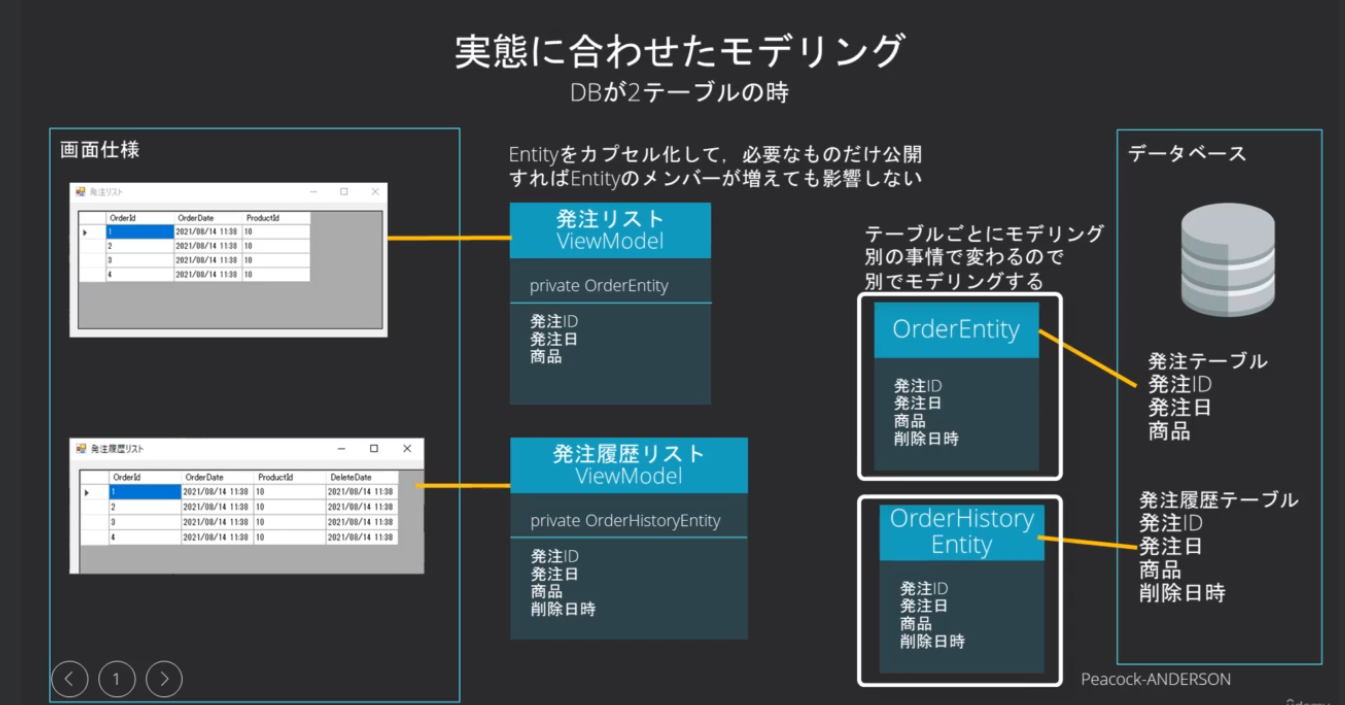 実態に合わせたモデリング
DBが2テーブルの時
画面仕様
発注リスト
OrderId OrderDate ProductId
1 2021/08/14 11:38 10
2 2021/08/14 11:38 10
3 2021/08/14 11:38 10
4 2021/08/14 11:38 10
発注履歴リスト
OrderId OrderDate ProductId DeleteDate
1 2021/08/14 11:38 10 2021/08/14 11:38
2 2021/08/14 11:38 10 2021/08/14 11:38
3 2021/08/14 11:38 10 2021/08/14 11:38
4 2021/08/14 11:38 10 2021/08/14 11:38
1
Entityをカプセル化して，必要なものだけ公開
すればEntityのメンバーが増えても影響しない
発注リスト
ViewModel
private OrderEntity
発注ID
発注日
商品
発注履歴リスト
ViewModel
private OrderHistoryEntity
発注ID
発注日
商品
削除日時
テーブルごとにモデリング
別の事情で変わるので
別でモデリングする
OrderEntity
発注ID
発注日
商品
削除日時
OrderHistory
Entity
発注ID
発注日
商品
削除日時
データベース
発注テーブル
発注ID
発注日
商品
発注履歴テーブル
発注ID
発注日
商品
削除日時
Peacock-ANDERSON